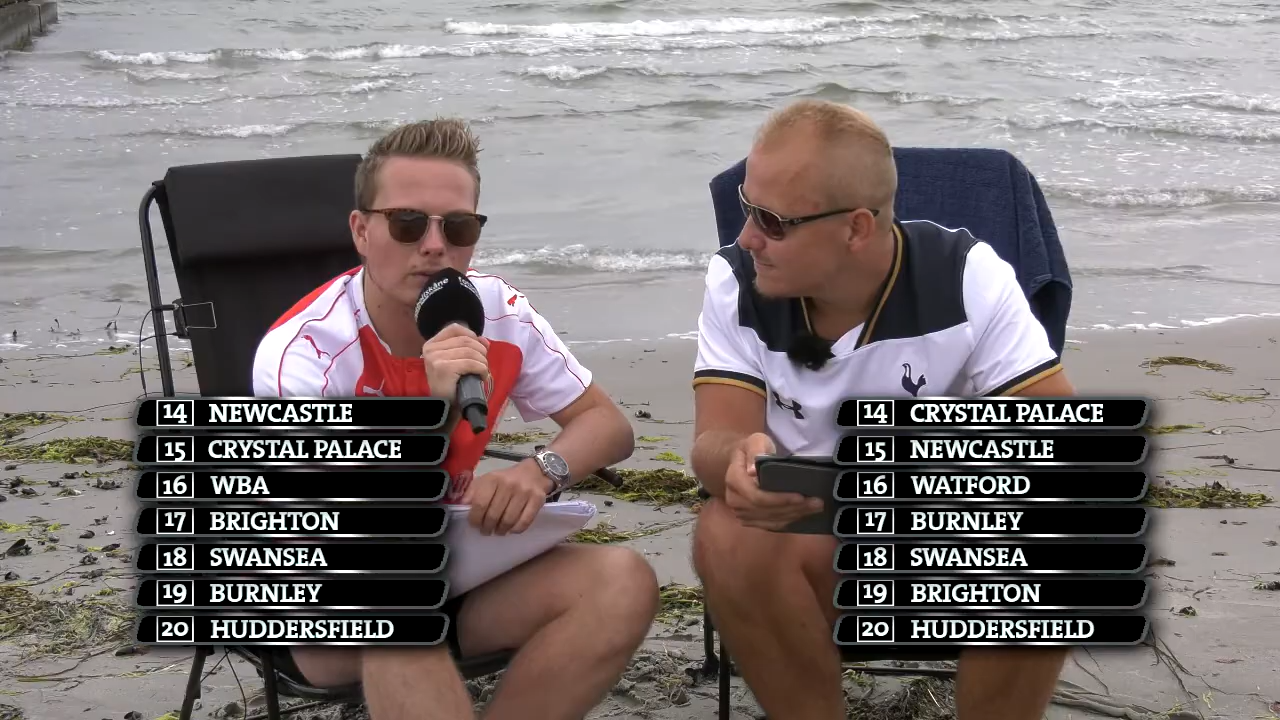 14 NEWCASTLE
15 CRYSTAL PALACE
16 WBA
17 BRIGHTON
18 SWANSEA
19 BURNLEY
20 HUDDERSFIELD
14 CRYSTAL PALACE
15 NEWCASTLE
16 WATFORD
17 BURNLEY
18 SWANSEA
19 BRIGHTON
20 HUDDERSFIELD